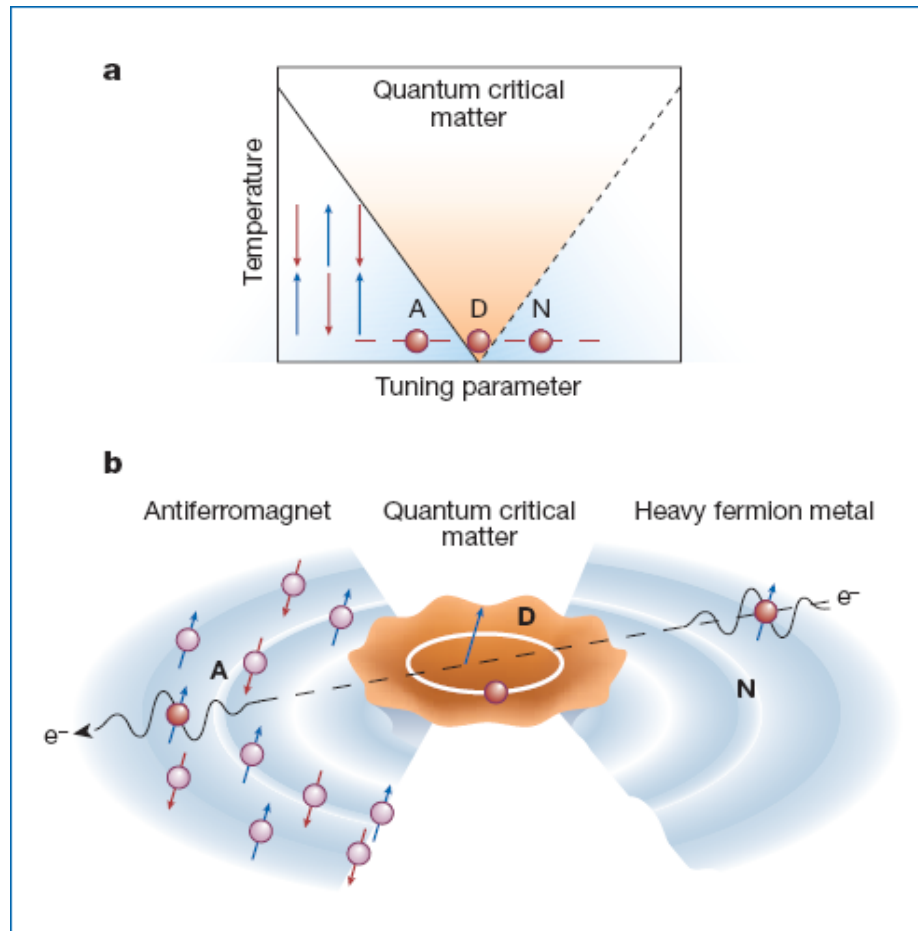 a
Quantum critical
matter
Temperature
A D N
Tuning parameter
b
Antiferromagnet
Quantum critical
matter
Heavy fermion metal
D
e–
A
N
e–